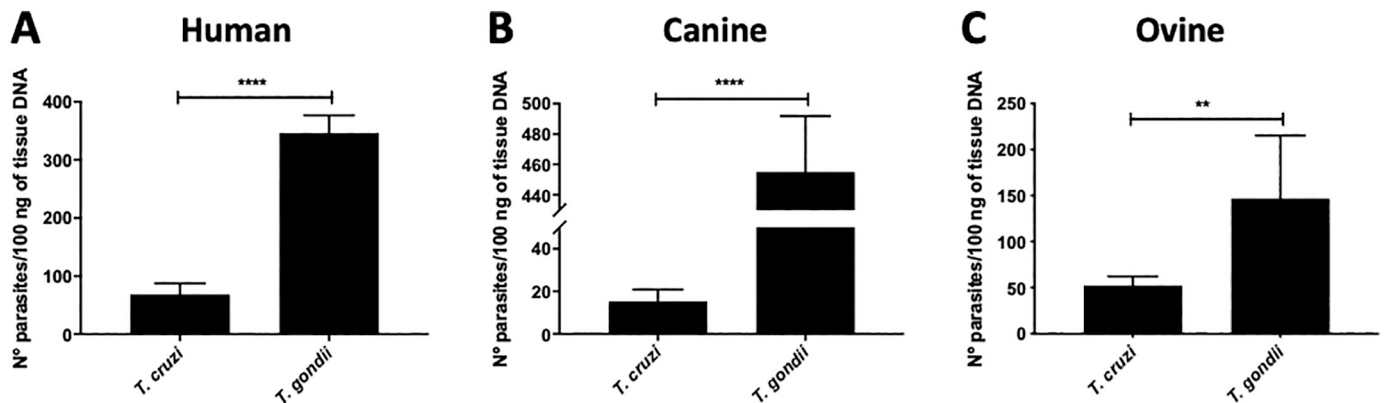 A Human
B Canine
C Ovine
N° parasites/100 ng of tissue DNA
400
300
200
100
0
****
T. cruzi
T. gondii
N° parasites/100 ng of tissue DNA
500
480
460
440
40
20
0
****
T. cruzi
T. gondii
N° parasites/100 ng of tissue DNA
250
200
150
100
50
0
**
T. cruzi
T. gondii